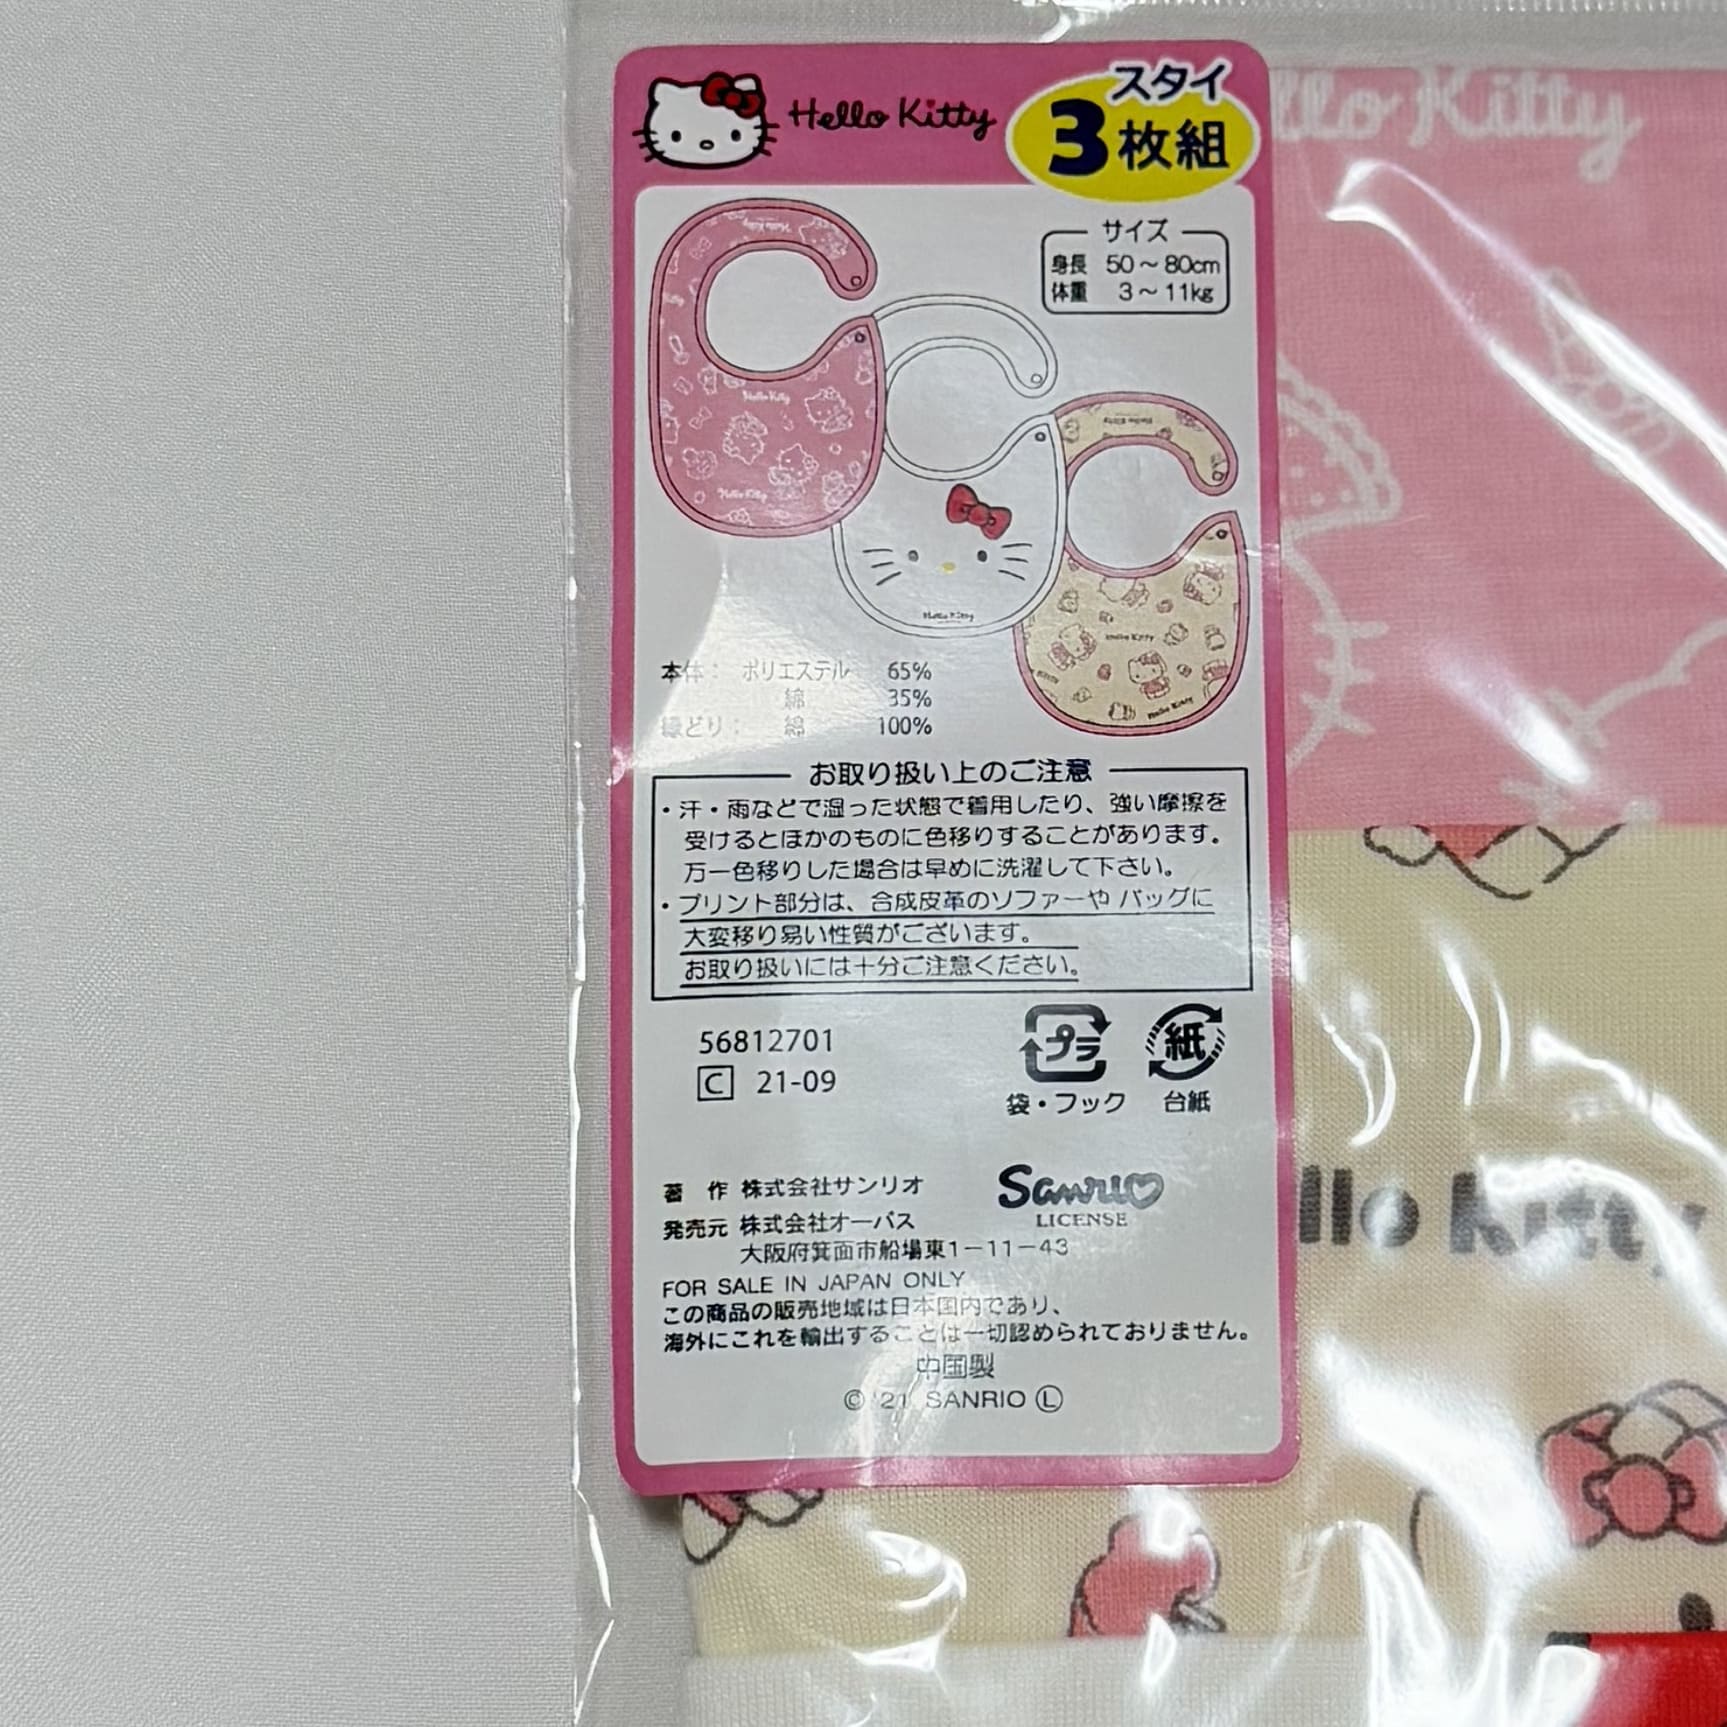 Hello Kitty
スタイ
3枚組
サイズ
身長 50～80cm
体重 3～11kg
Hello Kitty
Hello Kitty
Hello Kitty
Hello Kitty
Hello Kitty
本体： ポリエステル 65%
綿 35%
縁どり： 綿 100%
お取り扱い上のご注意
・汗・雨などで湿った状態で着用したり、強い摩擦を
受けるとほかのものに色移りすることがあります。
万一色移りした場合は早めに洗濯して下さい。
・プリント部分は、合成皮革のソファーやバッグに
大変移り易い性質がございます。
お取り扱いには十分ご注意ください。
56812701
C 21-09
プラ
袋・フック
紙
台紙
著 作 株式会社サンリオ
発売元 株式会社オーパス
大阪府箕面市船場東1－11－43
Sanrio
LICENSE
FOR SALE IN JAPAN ONLY
この商品の販売地域は日本国内であり、
海外にこれを輸出することは一切認められておりません。
中国製
© '21 SANRIO Ⓛ
llo Kitty
llo Kitty